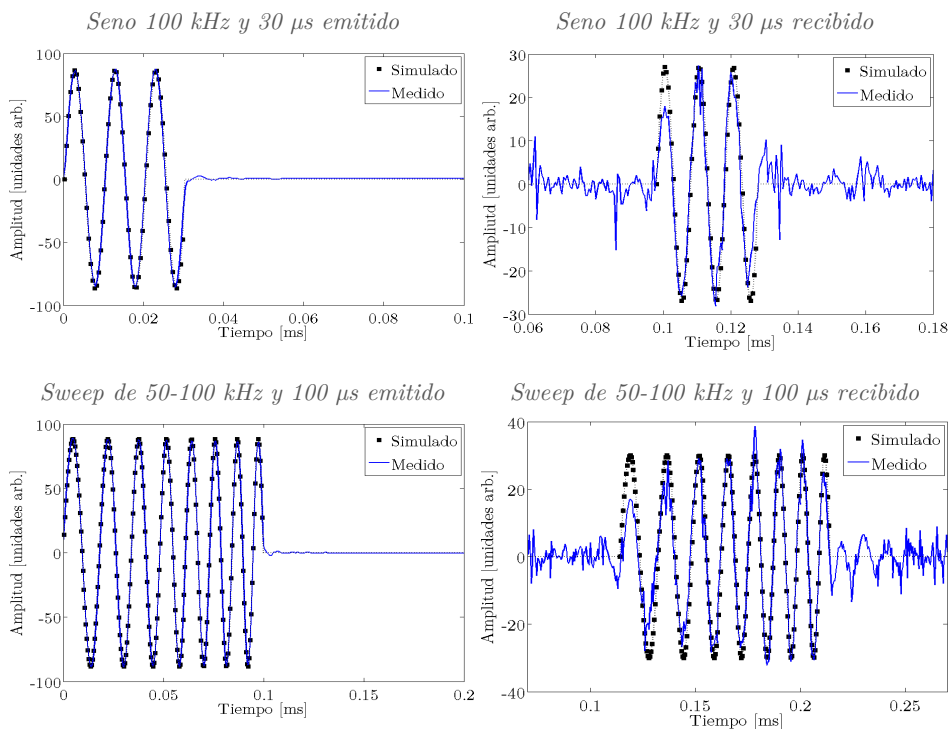 Seno 100 kHz y 30 μs emitido
100
50
0
-50
-100
Amplitud [unidades arb.]
Simulado
Medido
0
0.02
0.04
0.06
0.08
0.1
Tiempo [ms]
Seno 100 kHz y 30 μs recibido
30
20
10
0
-10
-20
-30
Ampliutd [unidades arb.]
Simulado
Medido
0.06
0.08
0.1
0.12
0.14
0.16
0.18
Tiempo [ms]
Sweep de 50-100 kHz y 100 μs emitido
100
50
0
-50
-100
Amplitud [unidades arb.]
Simulado
Medido
0
0.05
0.1
0.15
0.2
Tiempo [ms]
Sweep de 50-100 kHz y 100 μs recibido
40
20
0
-20
-40
Amplitud [unidades arb.]
Simulado
Medido
0.1
0.15
0.2
0.25
Tiempo [ms]